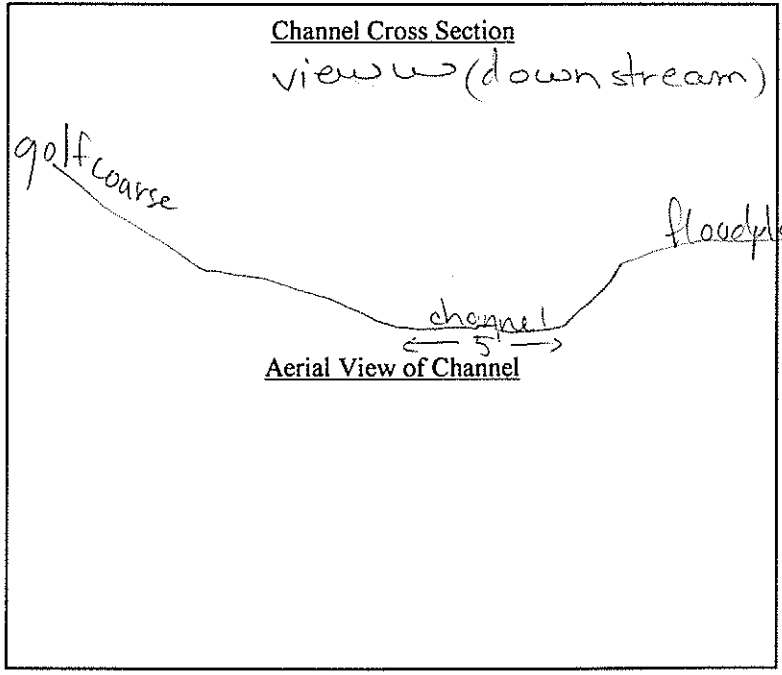 Channel Cross Section
view w (downstream)
golf coarse
channel
5'
Aerial View of Channel